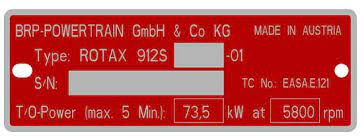 BRP-POWERTRAIN GmbH & Co KG MADE IN AUSTRIA
Type: ROTAX 912S -01
S/N: TC No.: EASA.E.121
T/O-Power (max. 5 Min.): 73,5 kW at 5800 rpm